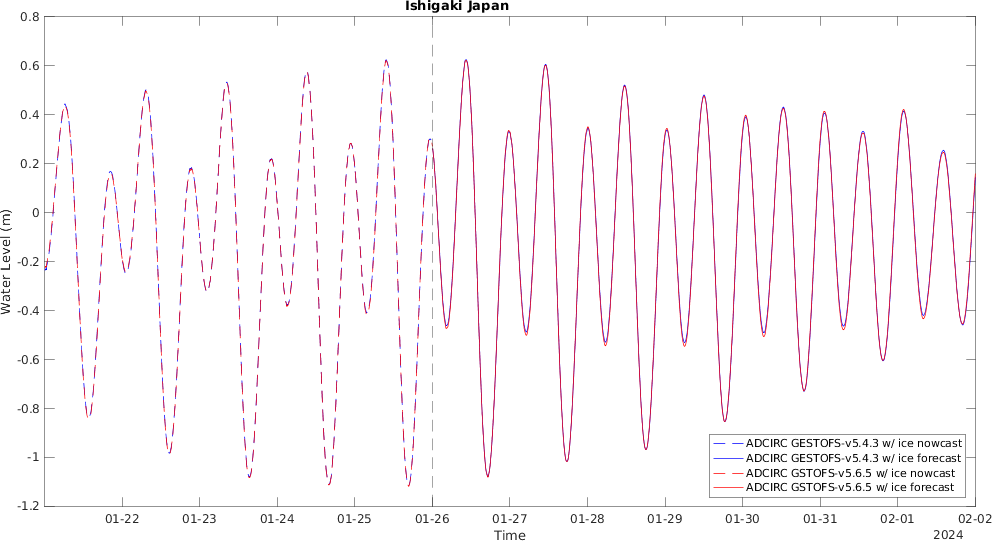 Ishigaki Japan
0.8
0.6
0.4
0.2
0
-0.2
-0.4
-0.6
-0.8
-1
-1.2
Water Level (m)
ADCIRC GESTOFS-v5.4.3 w/ ice nowcast
ADCIRC GESTOFS-v5.4.3 w/ ice forecast
ADCIRC GSTOFS-v5.6.5 w/ ice nowcast
ADCIRC GSTOFS-v5.6.5 w/ ice forecast
01-22 01-23 01-24 01-25 01-26 01-27 01-28 01-29 01-30 01-31 02-01 02-02
Time
2024